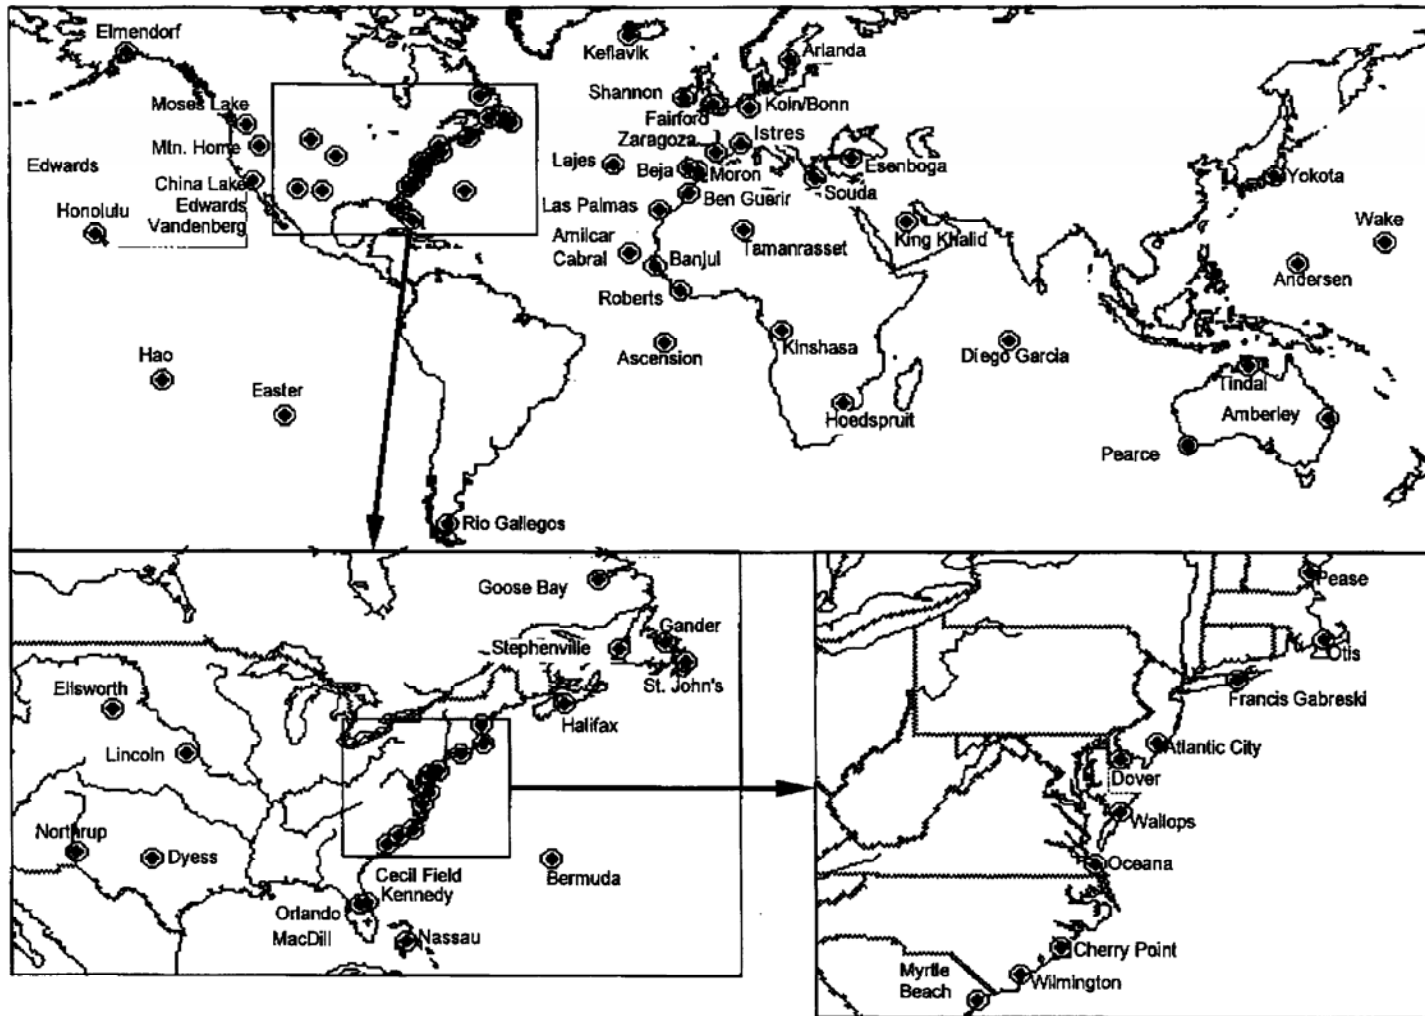 Elmendorf
Keflavik
Arlanda
Moses Lake
Shannon
Fairford
Koln/Bonn
Mtn. Home
Zaragoza
Istres
Edwards
Lajes
Beja
Moron
Esenboga
China Lake
Edwards
Vandenberg
Souda
Yokota
Honolulu
Las Palmas
Ben Guerir
Wake
Amilcar
Cabral
Tamanrasset
King Khalid
Banjul
Andersen
Roberts
Hao
Ascension
Kinshasa
Diego Garcia
Easter
Tindal
Hoedspruit
Amberley
Pearce
Rio Gallegos
Goose Bay
Gander
Stephenville
St. John's
Ellsworth
Halifax
Lincoln
Northrup
Dyess
Cecil Field
Kennedy
Bermuda
Orlando
MacDill
Nassau
Pease
Otis
Francis Gabreski
Atlantic City
Dover
Wallops
Oceana
Cherry Point
Myrtle
Beach
Wilmington